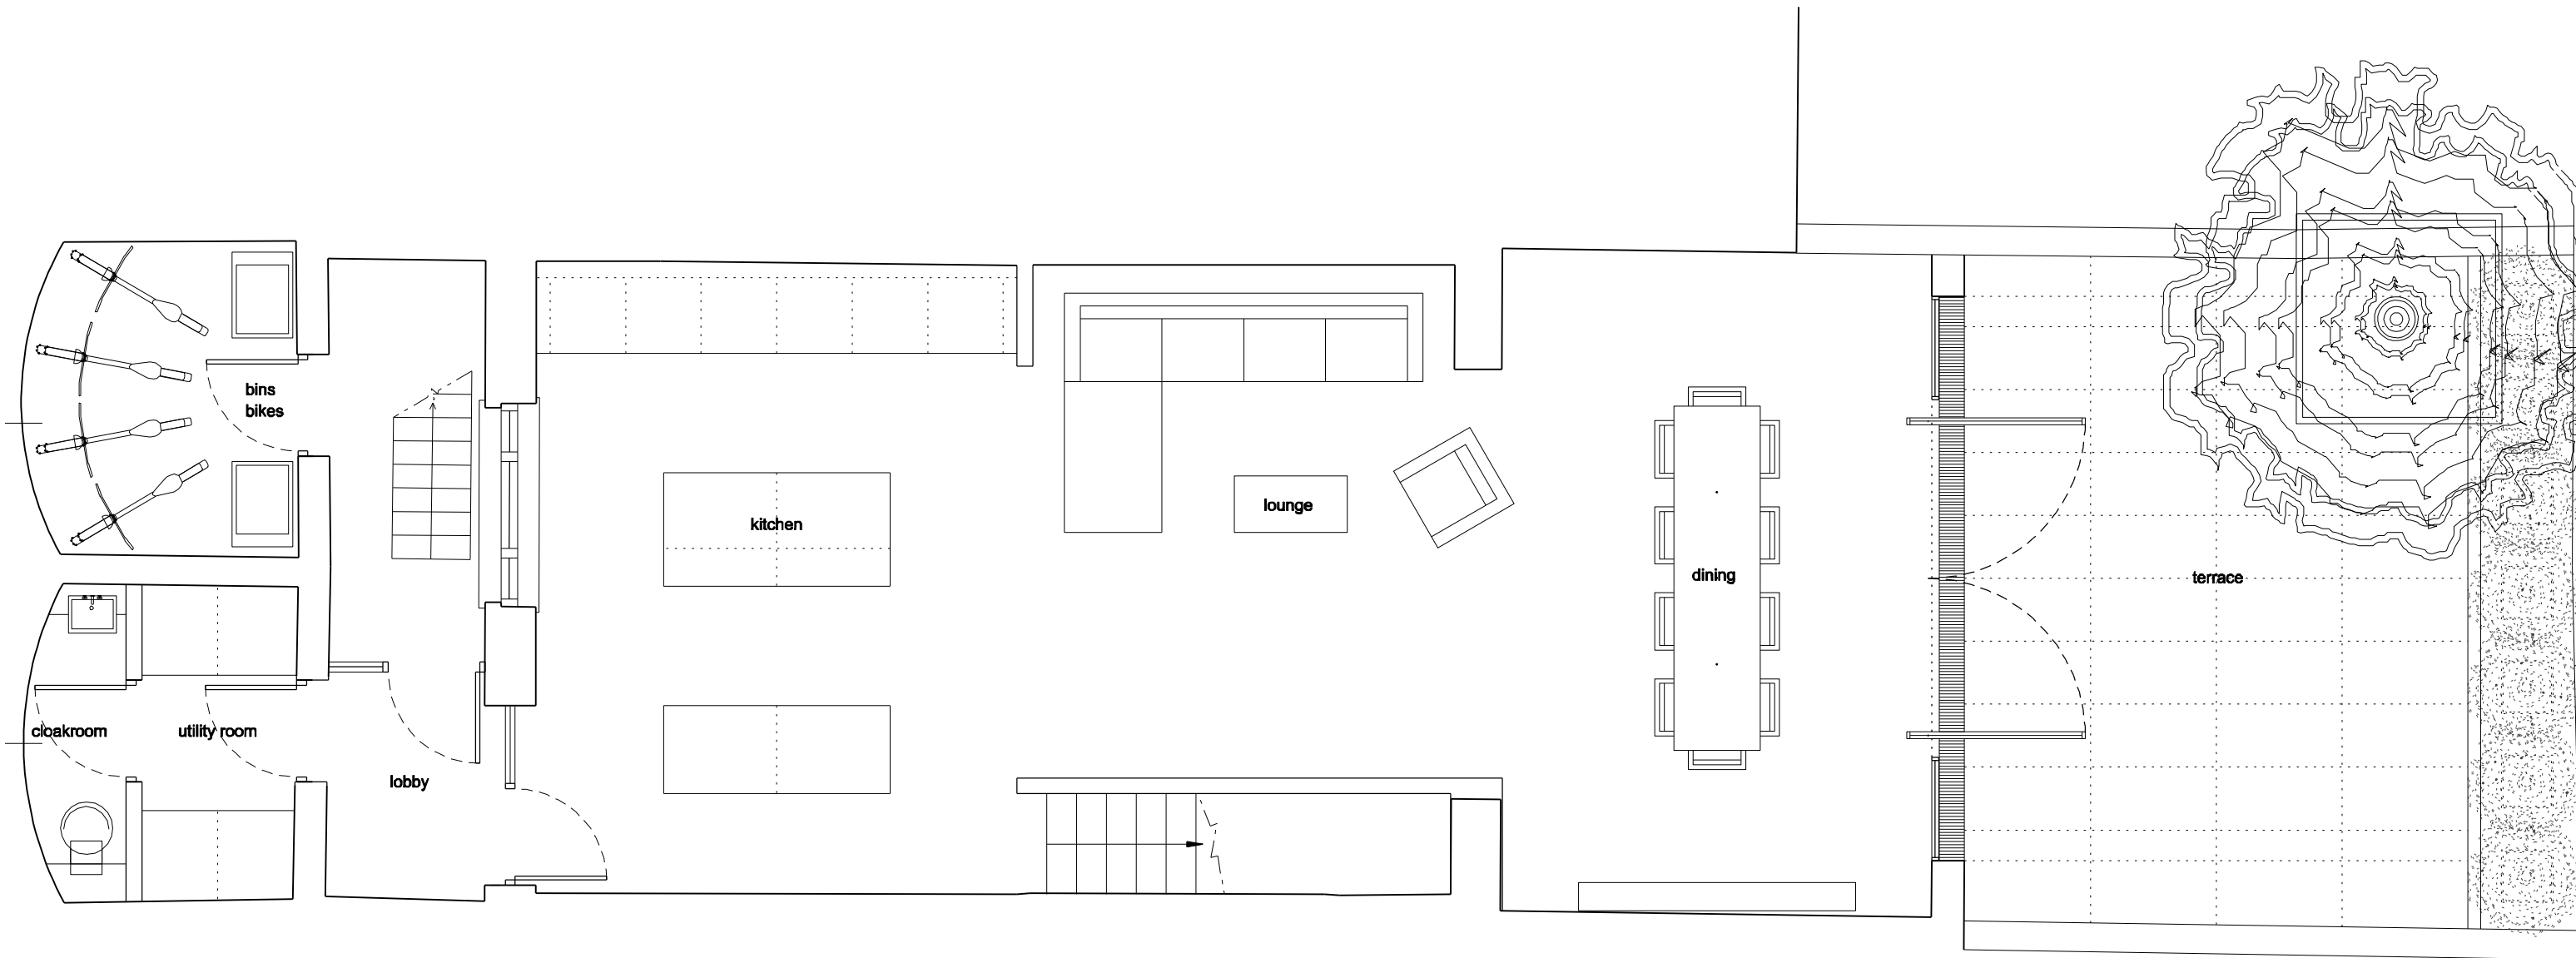 bins
bikes
kitchen
lounge
dining
terrace
cloakroom
utility room
lobby